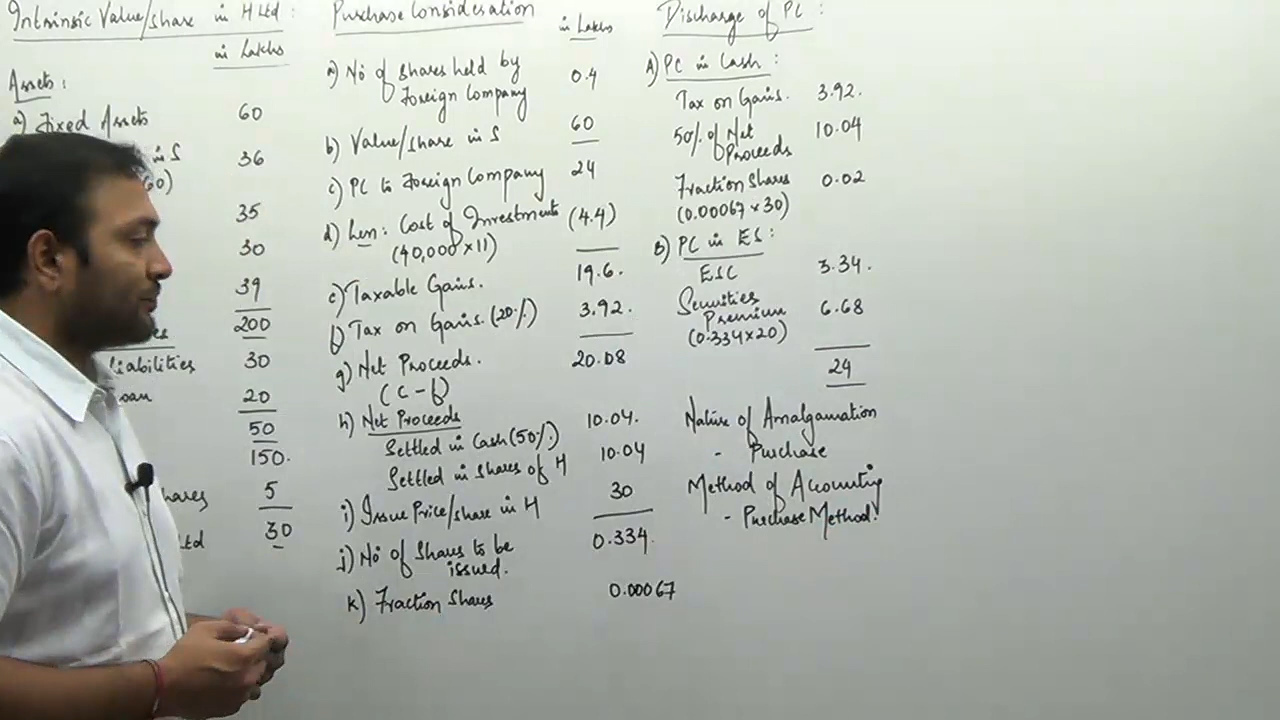 Intrinsic Value/share in H Ltd :
in Lakhs
Assets :
a) Fixed Assets 60
in S 36
60)
35
30
39
200
liabilities 30
oan 20
50
150.
hares 5
Ltd 30
Purchase Consideration
in Lakhs
a) No of shares held by 0.4
Foreign Company
b) Value/share in S 60
c) PC to Foreign Company 24
d) Less : Cost of Investments (4.4)
(40,000 x 11)
e) Taxable Gains. 19.6.
f) Tax on Gains. (20%) 3.92.
g) Net Proceeds. 20.08
(c - f)
h) Net Proceeds
Settled in Cash (50%) 10.04.
Settled in shares of H 10.04
i) Issue Price/share in H 30
j) No of Shares to be 0.334
issued.
k) Fraction Shares 0.00067
Discharge of PC :
A) PC in Cash :
Tax on Gains. 3.92.
50% of Net 10.04
Proceeds
Fraction Shares 0.02
(0.00067 x 30)
B) PC in ES :
ESC 3.34.
Securities
Premium 6.68
(0.334x20)
24
Nature of Amalgamation
- Purchase
Method of Accounting
- Purchase Method.